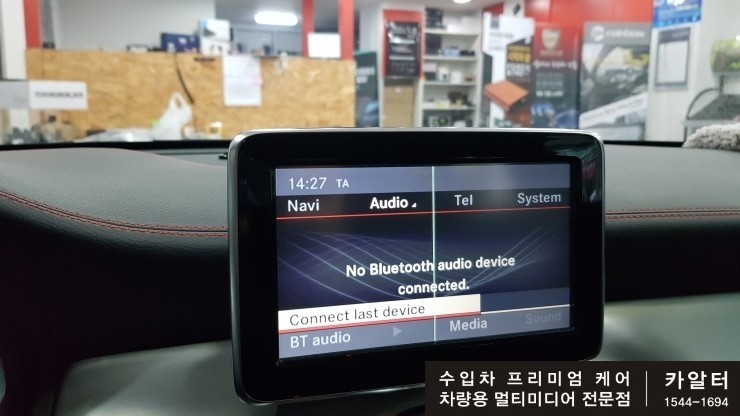 14:27 TA
Navi Audio Tel System
No Bluetooth audio device
connected.
Connect last device
BT audio Media Sound
수입차 프리미엄 케어
차량용 멀티미디어 전문점
카알터
1544-1694